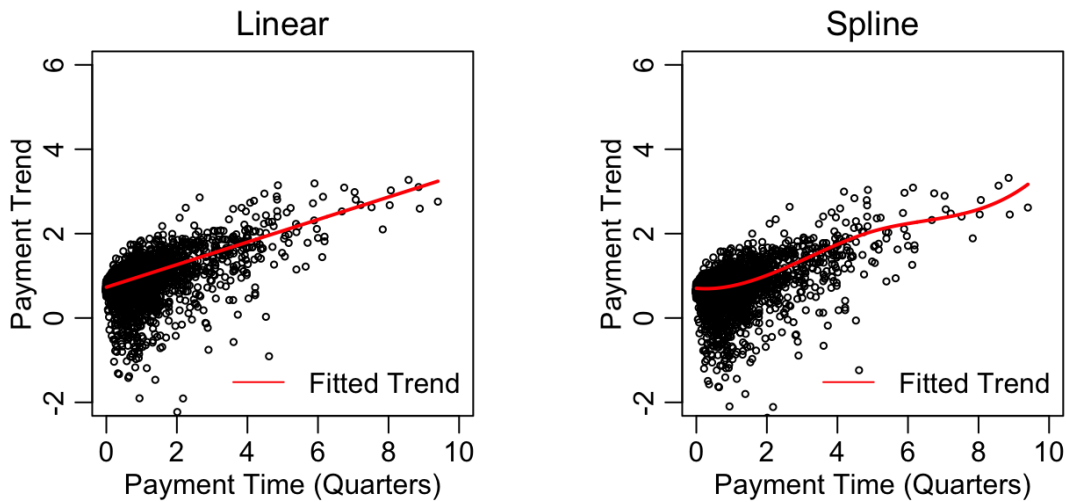 Linear
6
4
2
0
-2
Payment Trend
Fitted Trend
0 2 4 6 8 10
Payment Time (Quarters)
Spline
6
4
2
0
-2
Payment Trend
Fitted Trend
0 2 4 6 8 10
Payment Time (Quarters)